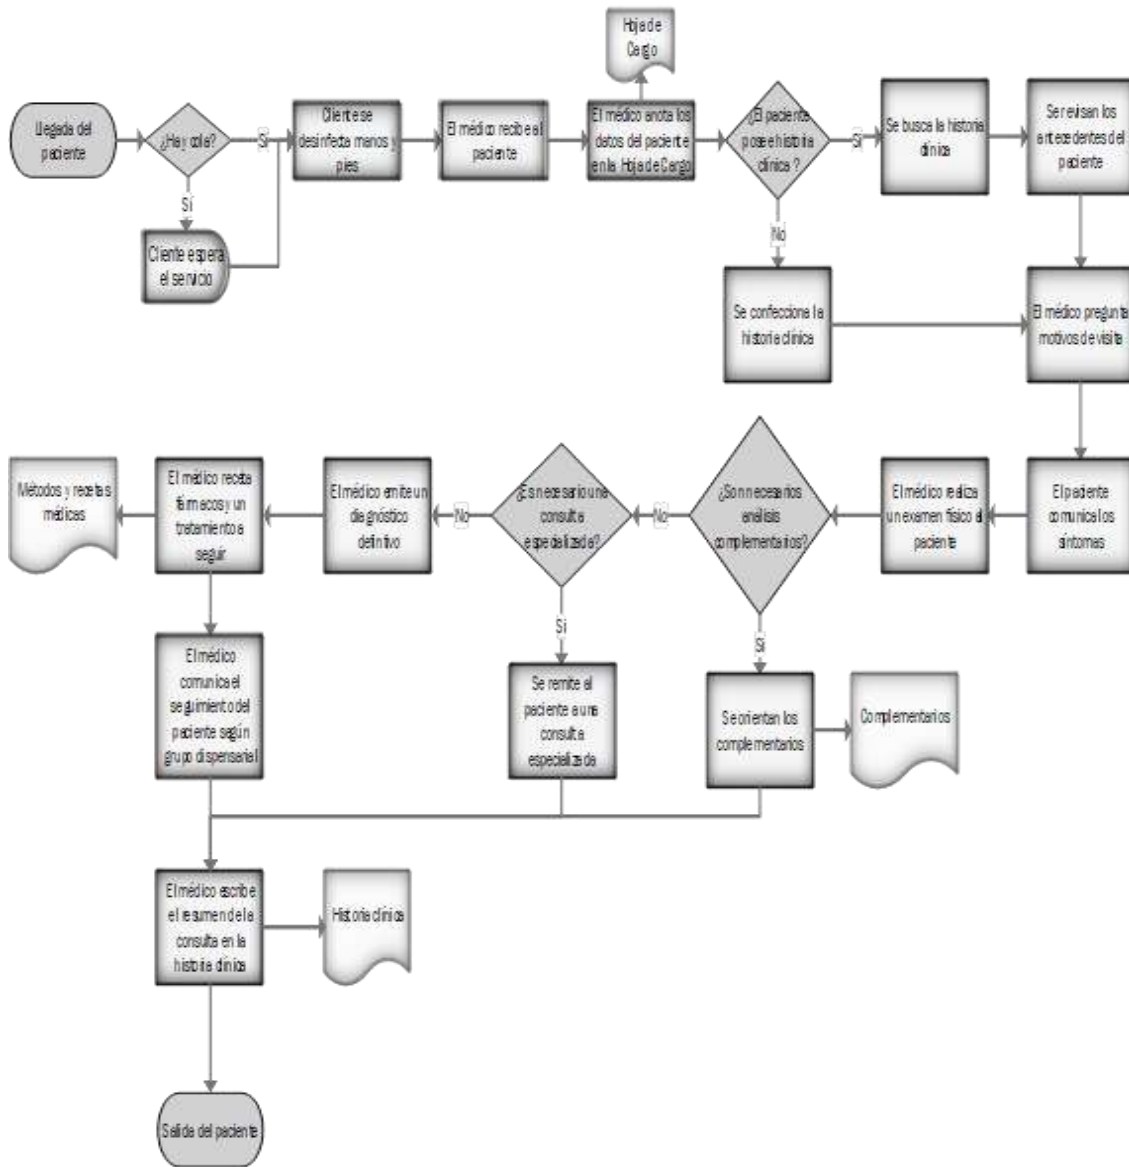 Hoja de
Cargo
Llegada del
paciente
¿Hay cola?
Sí
Sí
Cliente espera
el servicio
Cliente se
desinfecta manos y
pies
El médico recibe al
paciente
El médico anota los
datos del paciente
en la Hoja de Cargo
¿El paciente
posee historia
clínica ?
Sí
No
Se busca la historia
clínica
Se revisan los
antecedentes del
paciente
Se confecciona la
historia clínica
El médico pregunta
motivos de visita
El paciente
comunica los
síntomas
El médico realiza
un examen físico al
paciente
¿Son necesarios
análisis
complementarios?
No
Sí
¿Es necesario una
consulta
especializada?
No
Sí
El médico emite un
diagnóstico
definitivo
El médico receta
fármacos y un
tratamiento a
seguir
Métodos y recetas
médicas
El médico
comunica el
seguimiento del
paciente según
grupo dispensarial
Se remite al
paciente a una
consulta
especializada
Se orientan los
complementarios
Complementarios
El médico escribe
el resumen de la
consulta en la
historia clínica
Historia clínica
Salida del paciente